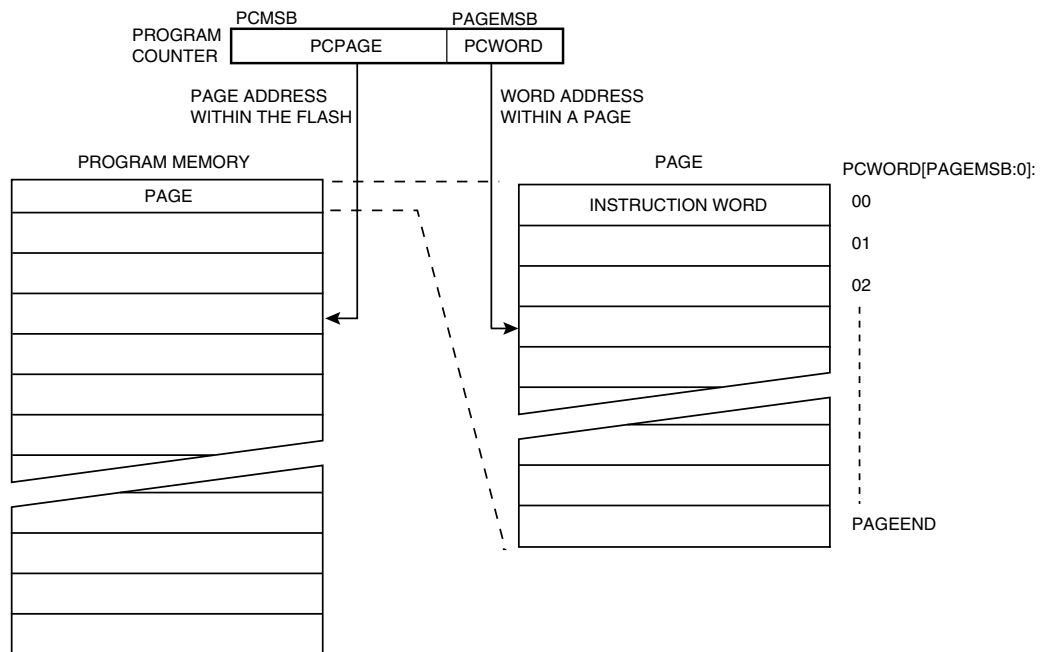 PCMSB PAGEMSB
PROGRAM
COUNTER
PCPAGE PCWORD
PAGE ADDRESS
WITHIN THE FLASH
WORD ADDRESS
WITHIN A PAGE
PROGRAM MEMORY
PAGE
PAGE
INSTRUCTION WORD
PCWORD[PAGEMSB:0]:
00
01
02
PAGEEND